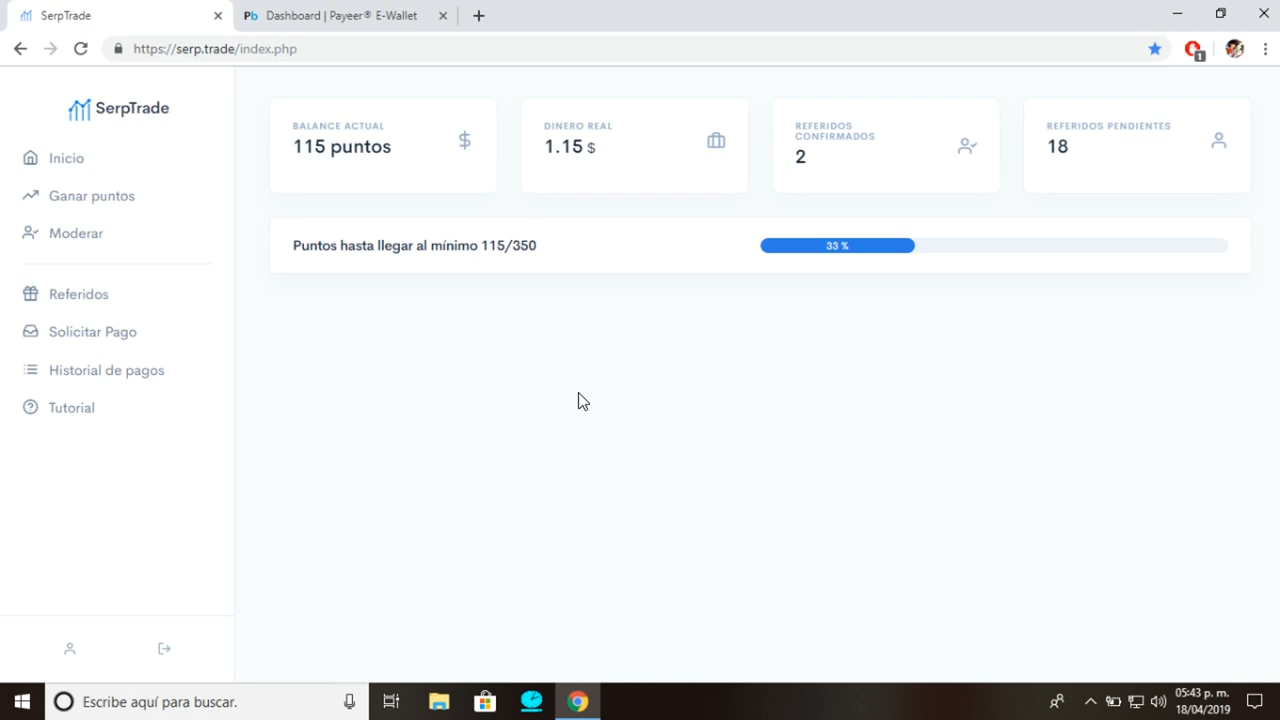 SerpTrade
Pb Dashboard | Payeer® E-Wallet
https://serp.trade/index.php
1
SerpTrade
Inicio
Ganar puntos
Moderar
Referidos
Solicitar Pago
Historial de pagos
Tutorial
BALANCE ACTUAL
115 puntos
$
DINERO REAL
1.15 $
REFERIDOS
CONFIRMADOS
2
REFERIDOS PENDIENTES
18
Puntos hasta llegar al mínimo 115/350
33 %
Escribe aquí para buscar.
05:43 p. m.
18/04/2019